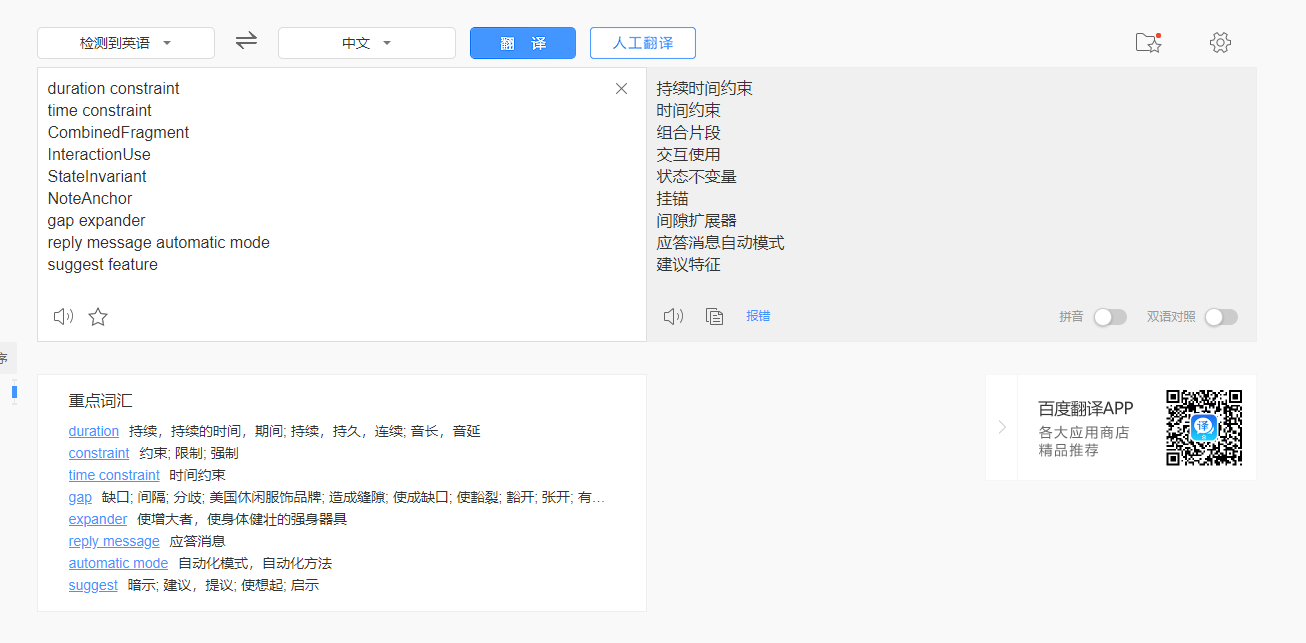 检测到英语
中文
翻 译
人工翻译
duration constraint
time constraint
CombinedFragment
InteractionUse
StateInvariant
NoteAnchor
gap expander
reply message automatic mode
suggest feature
持续时间约束
时间约束
组合片段
交互使用
状态不变量
挂锚
间隙扩展器
应答消息自动模式
建议特征
报错
拼音
双语对照
序
重点词汇
duration 持续，持续的时间，期间; 持续，持久，连续; 音长，音延
constraint 约束; 限制; 强制
time constraint 时间约束
gap 缺口; 间隔; 分歧; 美国休闲服饰品牌; 造成缝隙; 使成缺口; 使豁裂; 豁开; 张开; 有...
expander 使增大者，使身体健壮的强身器具
reply message 应答消息
automatic mode 自动化模式，自动化方法
suggest 暗示; 建议，提议; 使想起; 启示
百度翻译APP
各大应用商店
精品推荐
译